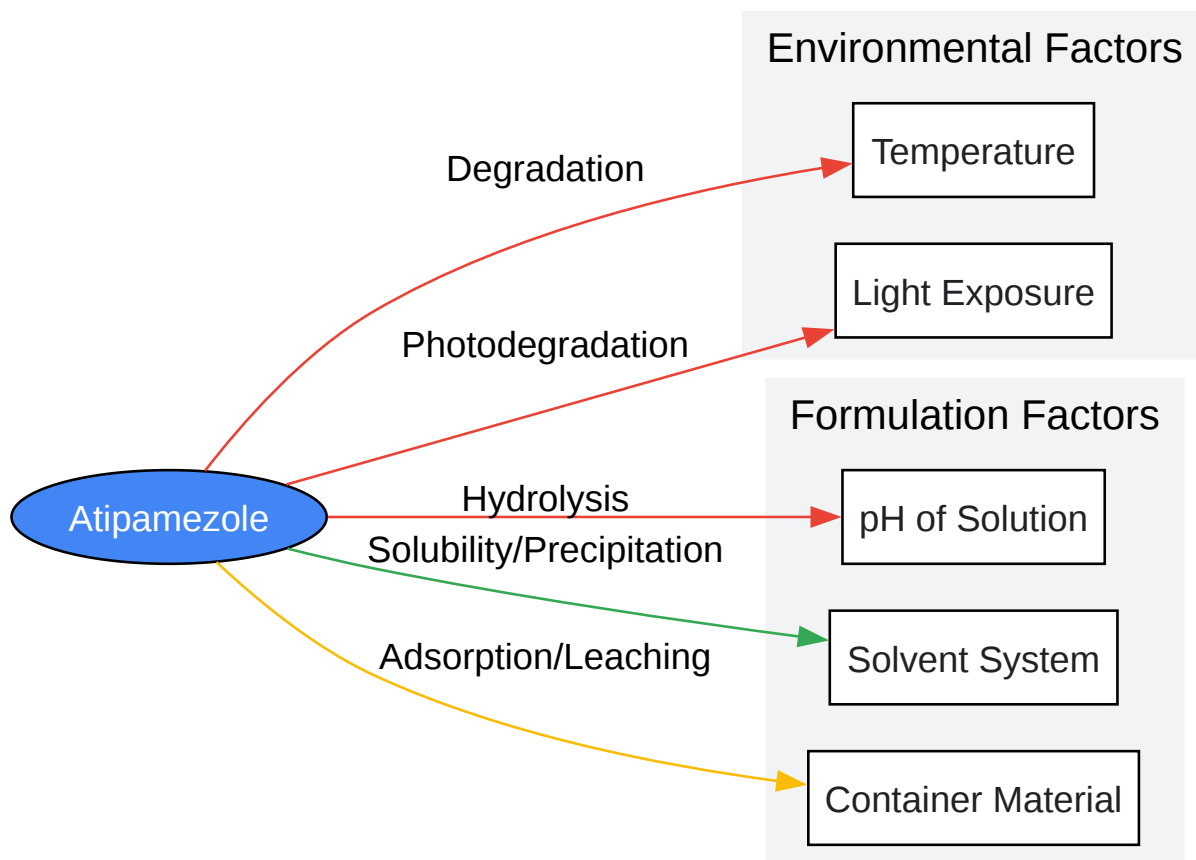 Environmental Factors
Temperature
Degradation
Light Exposure
Photodegradation
Formulation Factors
Hydrolysis
pH of Solution
Atipamezole
Solubility/Precipitation
Solvent System
Adsorption/Leaching
Container Material